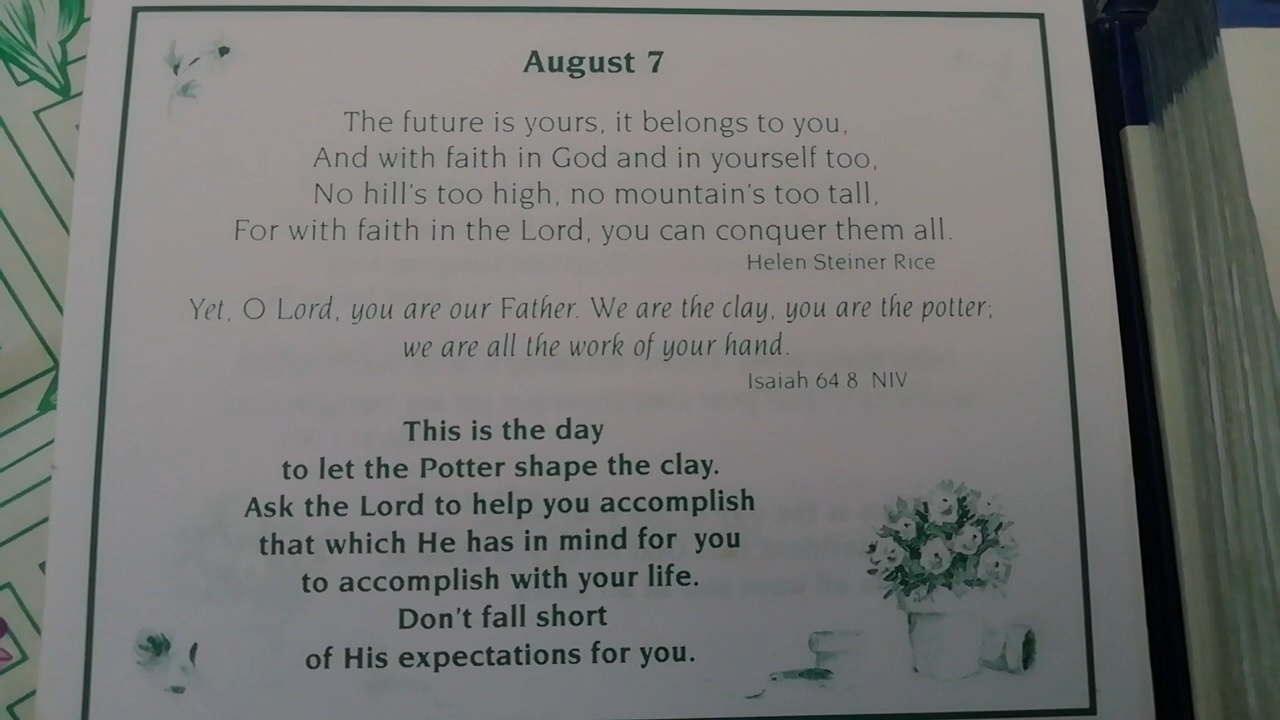 August 7
The future is yours, it belongs to you,
And with faith in God and in yourself too,
No hill's too high, no mountain's too tall,
For with faith in the Lord, you can conquer them all.
Helen Steiner Rice
Yet, O Lord, you are our Father. We are the clay, you are the potter;
we are all the work of your hand.
Isaiah 64 8 NIV
This is the day
to let the Potter shape the clay.
Ask the Lord to help you accomplish
that which He has in mind for you
to accomplish with your life.
Don't fall short
of His expectations for you.